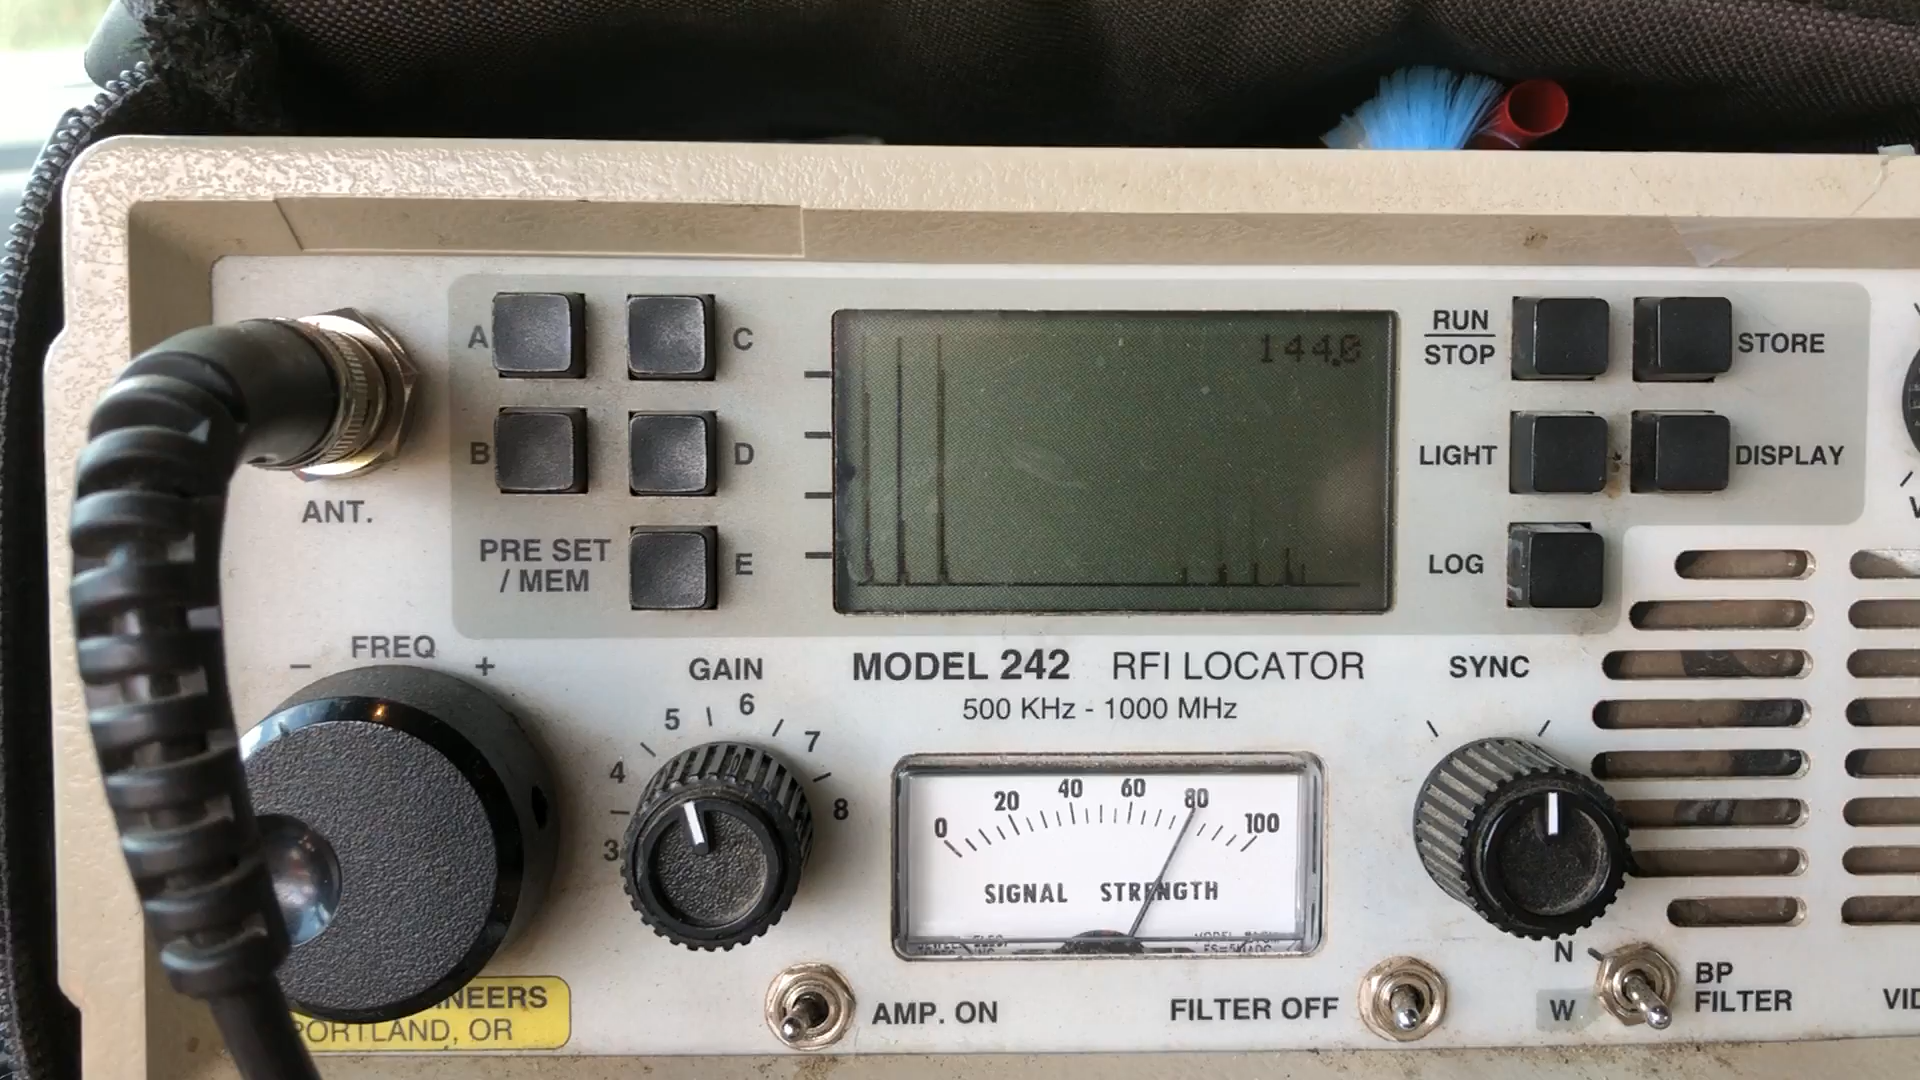 A
C
144.
RUN
STOP
STORE
B
D
LIGHT
DISPLAY
ANT.
PRE SET
/ MEM
E
LOG
- FREQ +
GAIN
3 4 5 6 7 8
MODEL 242 RFI LOCATOR
500 KHz - 1000 MHz
SYNC
0 20 40 60 80 100
SIGNAL STRENGTH
NEERS
PORTLAND, OR
AMP. ON
FILTER OFF
N
W
BP
FILTER
VID